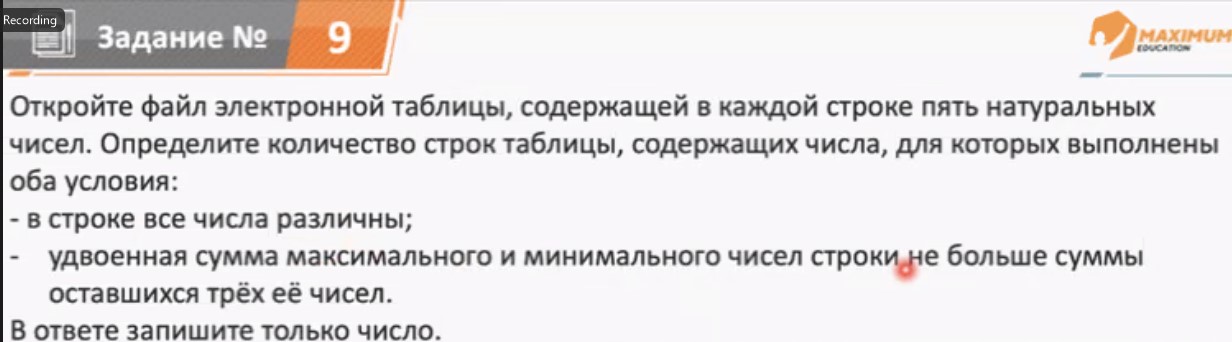 Recording
Задание № 9
MAXIMUM
EDUCATION
Откройте файл электронной таблицы, содержащей в каждой строке пять натуральных
чисел. Определите количество строк таблицы, содержащих числа, для которых выполнены
оба условия:
- в строке все числа различны;
- удвоенная сумма максимального и минимального чисел строки не больше суммы
оставшихся трёх её чисел.
В ответе запишите только число.